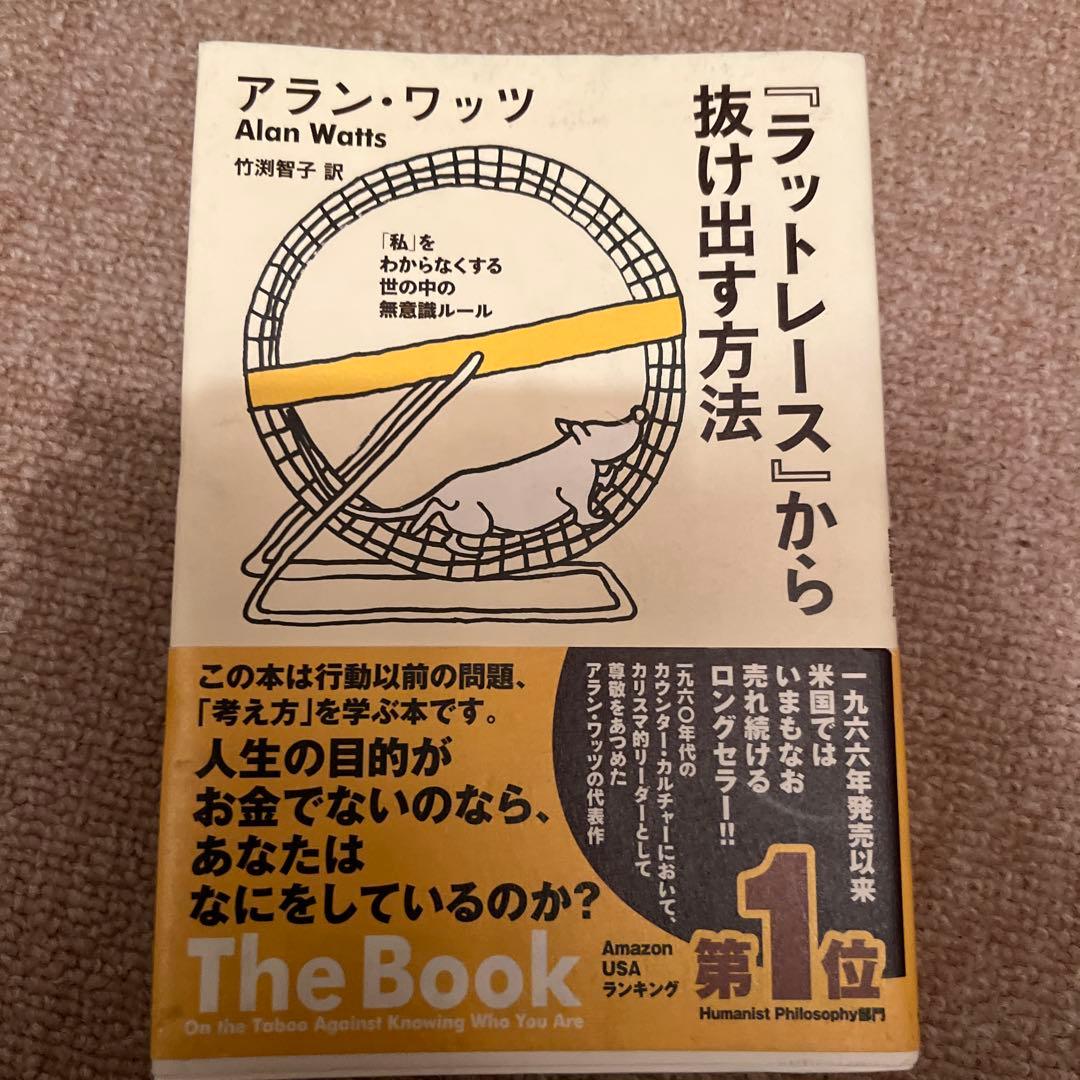 アラン・ワッツ
Alan Watts
竹渕智子 訳
『ラットレース』から
抜け出す方法
「私」を
わからなくする
世の中の
無意識ルール
この本は行動以前の問題、
「考え方」を学ぶ本です。
人生の目的が
お金でないのなら、
あなたは
なにをしているのか?
一九六六年発売以来
米国では
いまもなお
売れ続ける
ロングセラー!!
一九六〇年代の
カウンター・カルチャーにおいて、
カリスマ的リーダーとして
尊敬をあつめた
アラン・ワッツの代表作
The Book
On the Taboo Against Knowing Who You Are
Amazon
USA
ランキング
第1位
Humanist Philosophy部門